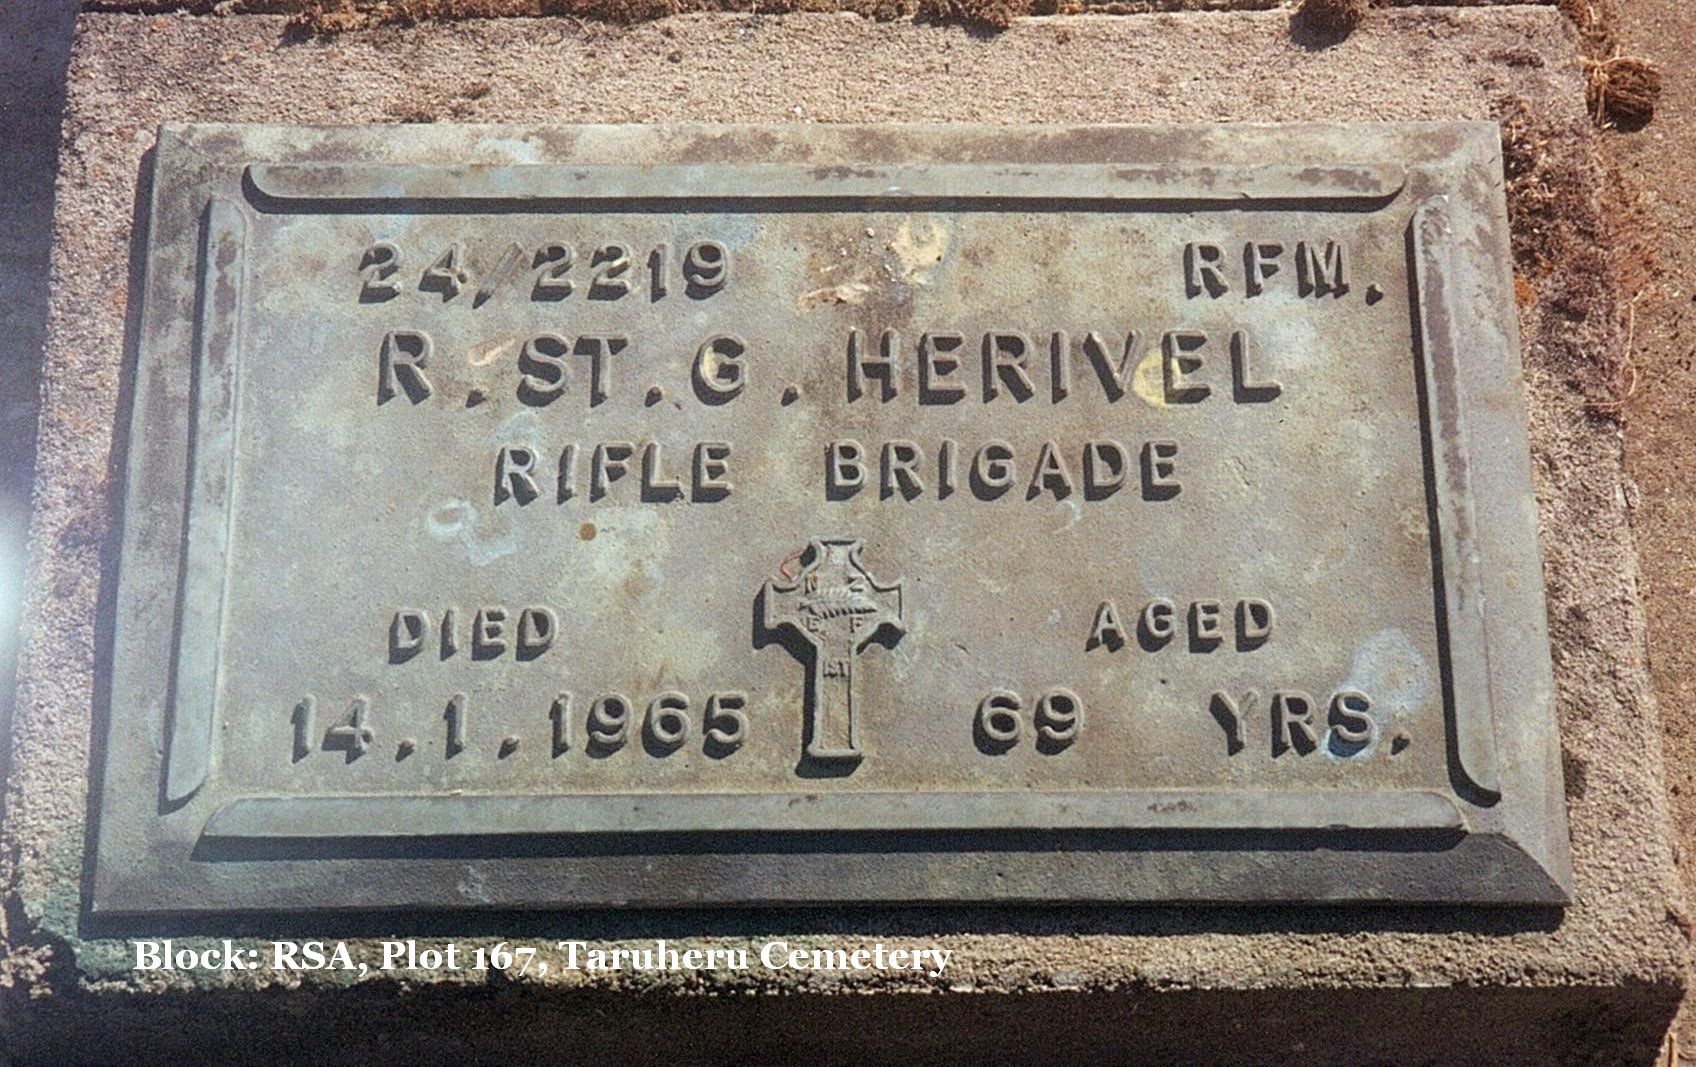 24/2219 RFM.
R. ST. G. HERIVEL
RIFLE BRIGADE
N Z
E F
DIED AGED
14.1.1965 69 YRS.
Block: RSA, Plot 167, Taruheru Cemetery